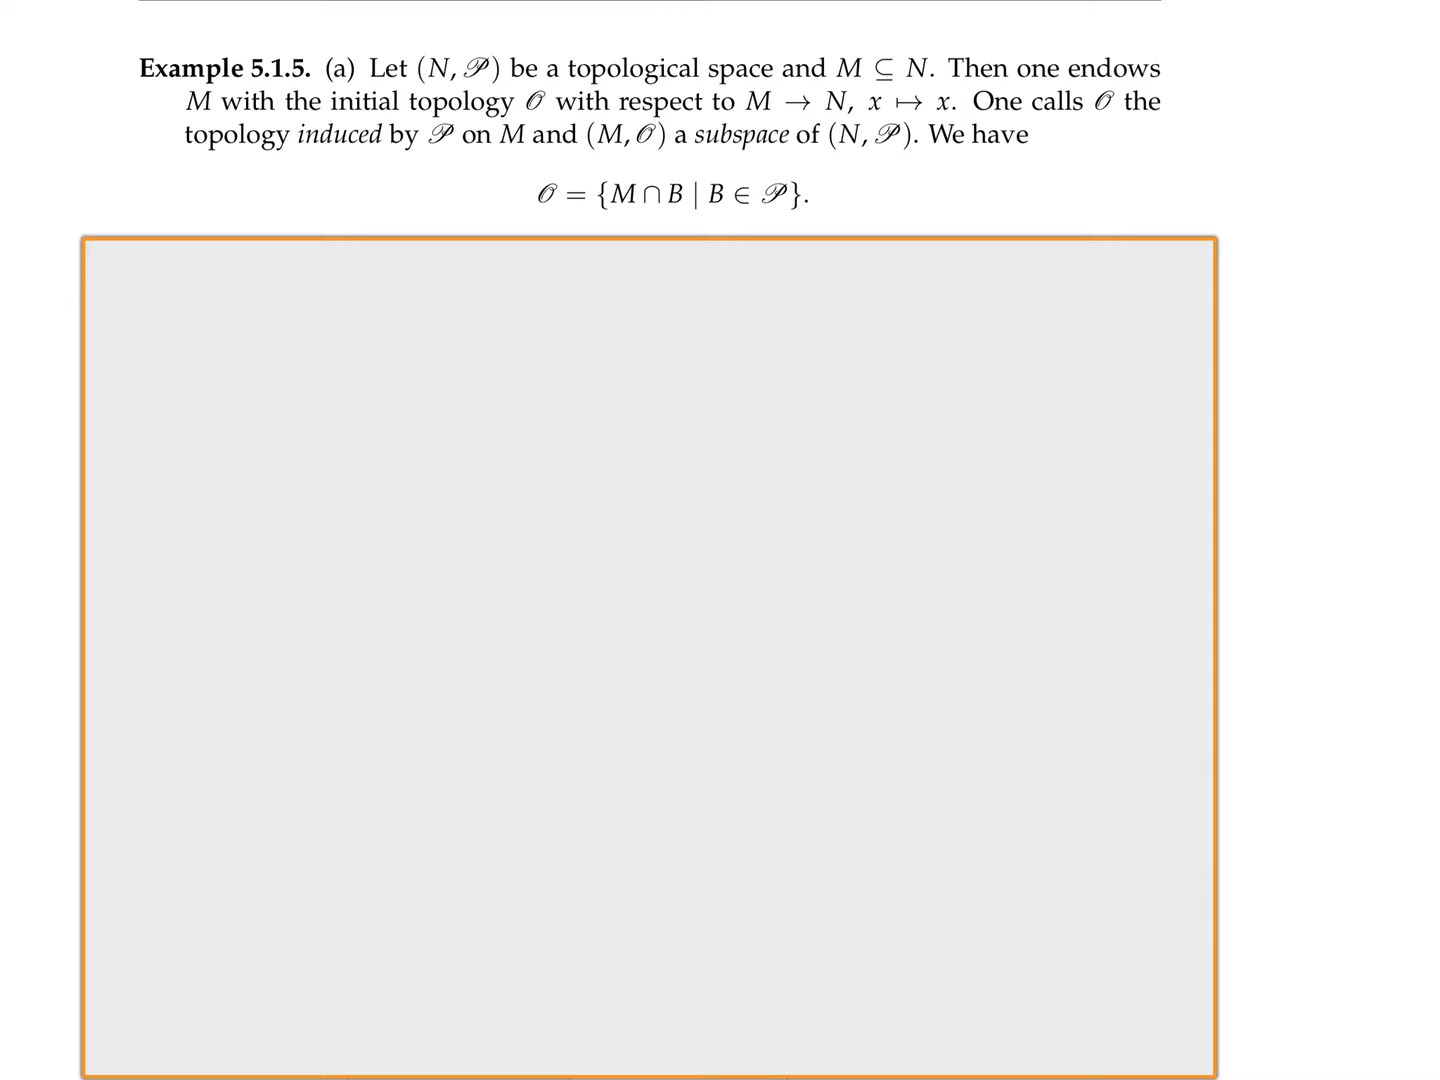 Example 5.1.5. (a) Let (N, 𝒫) be a topological space and M ⊆ N. Then one endows
M with the initial topology 𝒪 with respect to M → N, x ↦ x. One calls 𝒪 the
topology induced by 𝒫 on M and (M, 𝒪) a subspace of (N, 𝒫). We have
𝒪 = {M ∩ B | B ∈ 𝒫}.